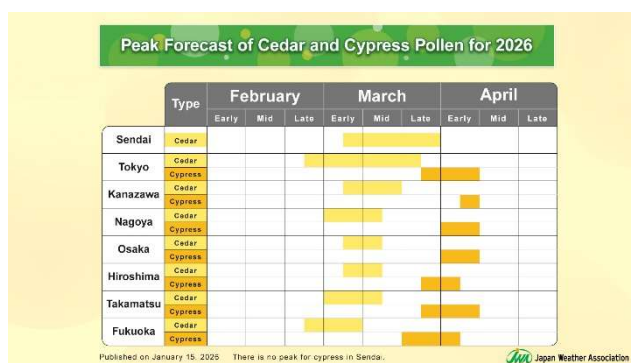 Peak Forecast of Cedar and Cypress Pollen for 2026
Type February March April
Early Mid Late Early Mid Late Early Mid Late
Sendai Cedar
Tokyo Cedar
Cypress
Kanazawa Cedar
Cypress
Nagoya Cedar
Cypress
Osaka Cedar
Cypress
Hiroshima Cedar
Cypress
Takamatsu Cedar
Cypress
Fukuoka Cedar
Cypress
Published on January 15, 2026 There is no peak for cypress in Sendai.
JWA Japan Weather Association